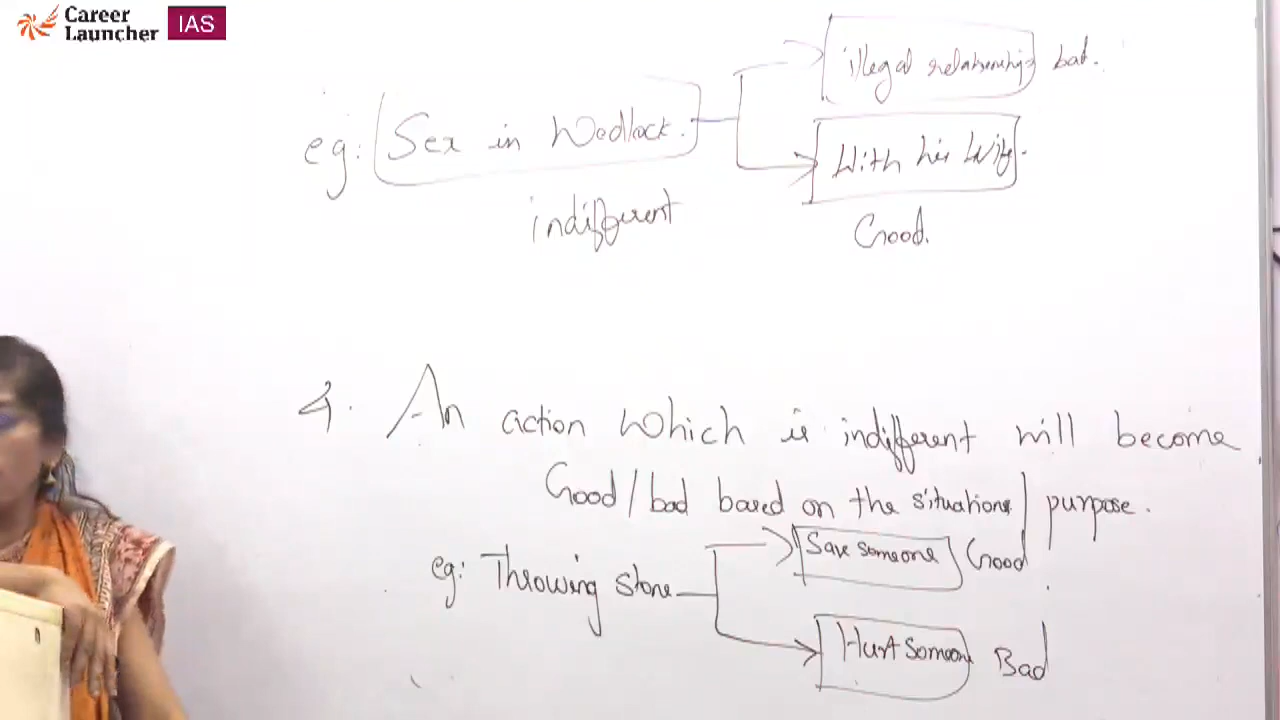 Career Launcher IAS
illegal relationship bad.
eg: Sex in Wedlock.
With his Wife.
indifferent
Good.
4. An action which is indifferent will become
Good/bad based on the situations/purpose.
Save someone Good
eg: Throwing stone
Hurt someone Bad